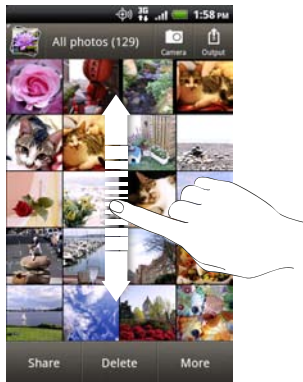 3G
1:58 PM
All photos (129)
Camera
Output
Share
Delete
More